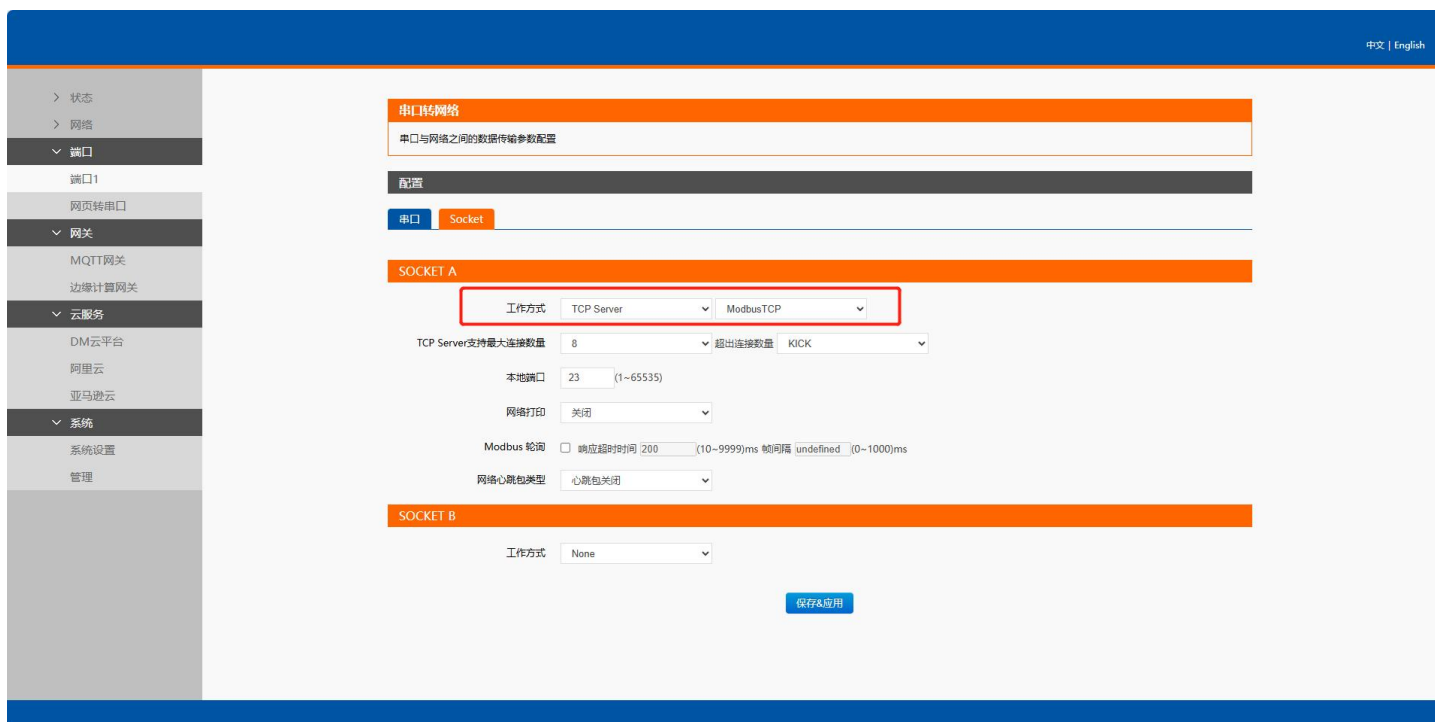 中文 | English
状态
网络
端口
端口1
网页转串口
网关
MQTT网关
边缘计算网关
云服务
DM云平台
阿里云
亚马逊云
系统
系统设置
管理
串口转网络
串口与网络之间的数据传输参数配置
配置
串口 Socket
SOCKET A
工作方式 TCP Server ModbusTCP
TCP Server支持最大连接数量 8 超出连接数量 KICK
本地端口 23 (1~65535)
网络打印 关闭
Modbus 轮询 响应超时时间 200 (10~9999)ms 帧间隔 undefined (0~1000)ms
网络心跳包类型 心跳包关闭
SOCKET B
工作方式 None
保存&应用